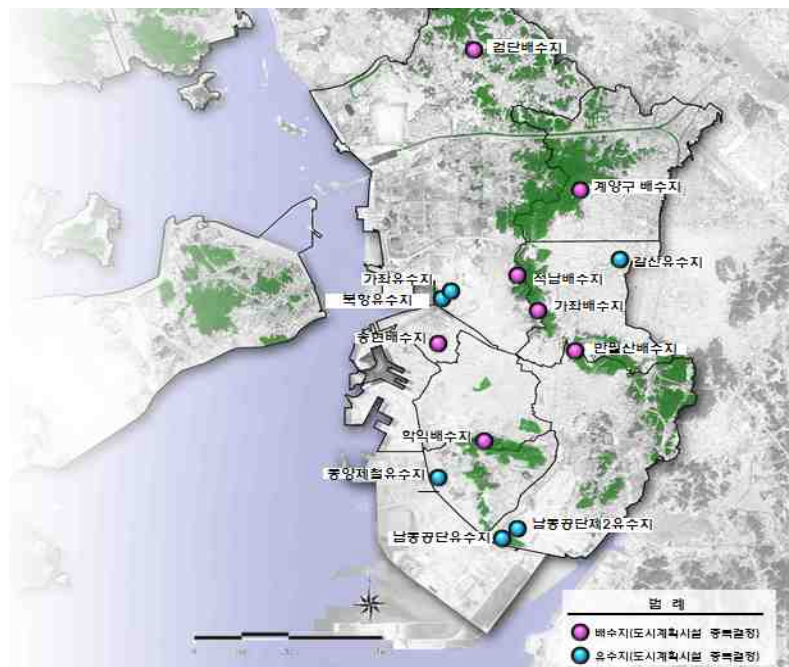 검단배수지
계양구 배수지
갈산유수지
석남배수지
가좌유수지
북항유수지
가좌배수지
송현배수지
만월산배수지
학익배수지
동양제철유수지
남동공단제2유수지
남동공단유수지
범 례
배수지(도시계획시설 중복결정)
유수지(도시계획시설 중복결정)